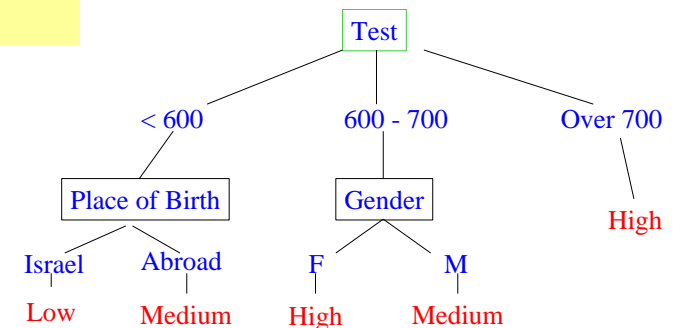 Test
< 600
600 - 700
Over 700
Place of Birth
Gender
High
Israel
Abroad
F
M
Low
Medium
High
Medium